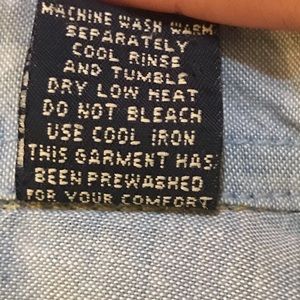 MACHINE WASH WARM
SEPARATELY
COOL RINSE
AND TUMBLE
DRY LOW HEAT
DO NOT BLEACH
USE COOL IRON
THIS GARMENT HAS
BEEN PREWASHED
FOR YOUR COMFORT